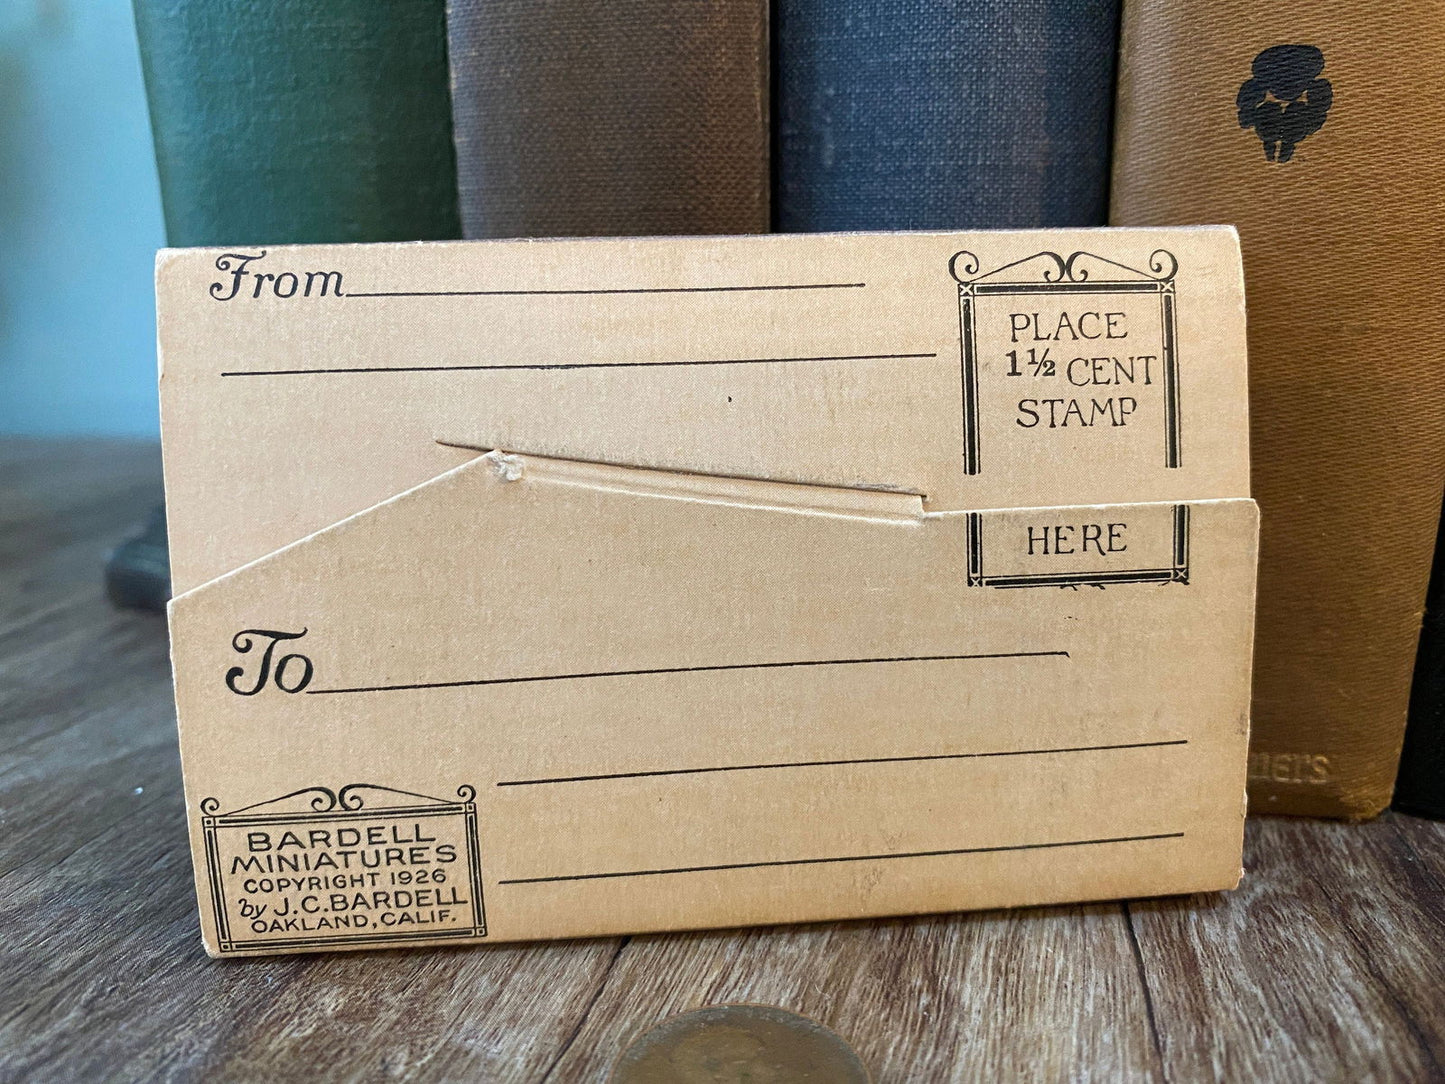 From
PLACE
1½ CENT
STAMP
HERE
To
BARDELL
MINIATURES
COPYRIGHT 1926
by J.C. BARDELL
OAKLAND, CALIF.